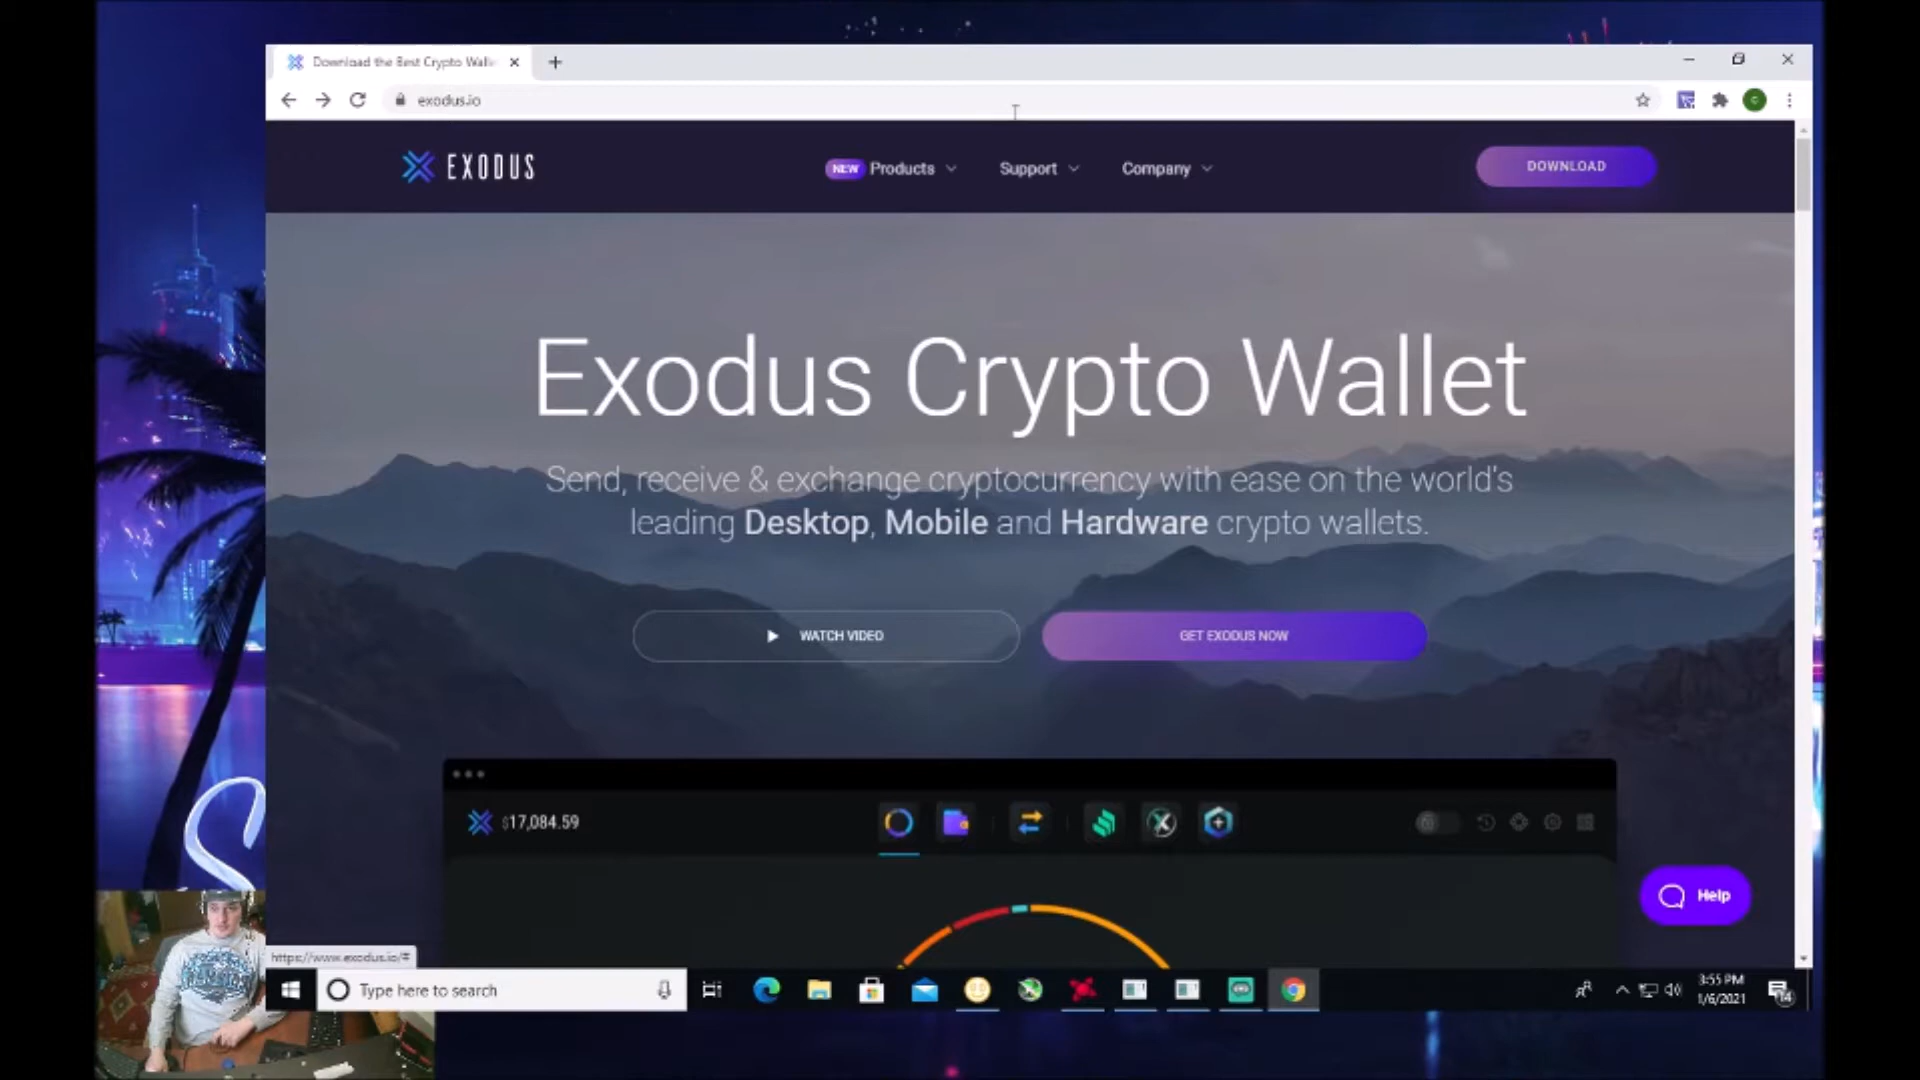 Download the Best Crypto Walle
exodus.io
EXODUS
NEW Products
Support
Company
DOWNLOAD
Exodus Crypto Wallet
Send, receive & exchange cryptocurrency with ease on the world's
leading Desktop, Mobile and Hardware crypto wallets.
WATCH VIDEO
GET EXODUS NOW
$17,084.59
Help
https://www.exodus.io/#
Type here to search
3:55 PM
1/6/2021
14